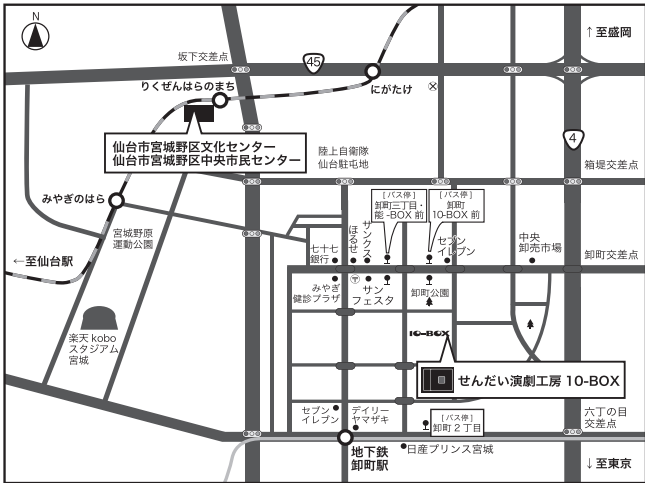 N
坂下交差点
45
↑至盛岡
りくぜんはらのまち
にがたけ
4
仙台市宮城野区文化センター
仙台市宮城野区中央市民センター
陸上自衛隊
仙台駐屯地
箱堤交差点
みやぎのはら
[バス停]
卸町三丁目・
能-BOX 前
[バス停]
卸町
10-BOX 前
宮城野原
運動公園
七十七
銀行
ほるせ
サンクス
セブン
イレブン
中央
卸売市場
卸町交差点
←至仙台駅
みやぎ
健診プラザ
サン
フェスタ
卸町公園
楽天 kobo
スタジアム
宮城
10-BOX
せんだい演劇工房 10-BOX
セブン
イレブン
デイリー
ヤマザキ
[バス停]
卸町 2 丁目
六丁の目
交差点
地下鉄
卸町駅
日産プリンス宮城
↓至東京